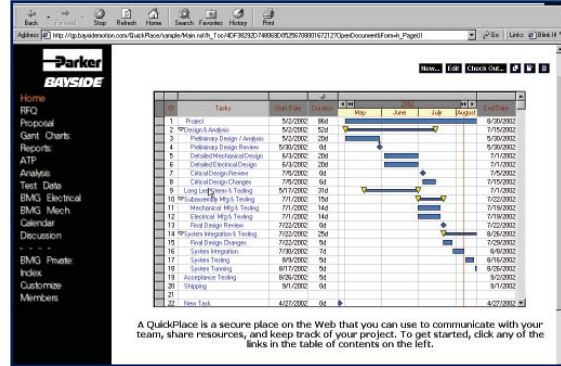 Back Forward Stop Refresh Home Search Favorites History Print
Address Go Links
Parker
BAYSIDE
New... Edit Check Out...
Home
RFQ
Proposal
Gant Charts:
Reports:
ATP
Analysis
Test Data
BMG Electrical
BMG Mech
Calendar
Discussion
- - - -
BMG Private:
Index
Customize
Members
ID Tasks Start Date Duration 2002 End Date
May June July August
1 Project 5/2/2002 86d 8/30/2002
2 Design & Analysis 5/2/2002 52d 7/15/2002
3 Preliminary Design / Analysis 5/2/2002 20d 5/30/2002
4 Preliminary Design Review 5/30/2002 0d 5/30/2002
5 Detailed Mechanical Design 6/3/2002 20d 7/1/2002
6 Detailed Electrical Design 6/3/2002 20d 7/1/2002
7 Critical Design Review 7/5/2002 0d 7/5/2002
8 Critical Design Changes 7/5/2002 6d 7/15/2002
9 Long Lead Items & Tooling 5/17/2002 31d 7/1/2002
10 Subassembly Mfg & Testing 7/1/2002 15d 7/22/2002
11 Mechanical Mfg & Testing 7/1/2002 14d 7/19/2002
12 Electrical Mfg & Testing 7/1/2002 14d 7/19/2002
13 Final Design Review 7/22/2002 0d 7/22/2002
14 System Integration & Testing 7/22/2002 25d 8/26/2002
15 Final Design Changes 7/22/2002 5d 7/29/2002
16 System Integration 7/30/2002 7d 8/8/2002
17 System Testing 8/9/2002 5d 8/16/2002
18 System Tunning 8/17/2002 5d 8/26/2002
19 Acceptance Testing 8/26/2002 5d 9/2/2002
20 Shipping 9/1/2002 0d 9/1/2002
21
22 New Task 4/27/2002 0d 4/27/2002
A QuickPlace is a secure place on the Web that you can use to communicate with your
team, share resources, and keep track of your project. To get started, click any of the
links in the table of contents on the left.